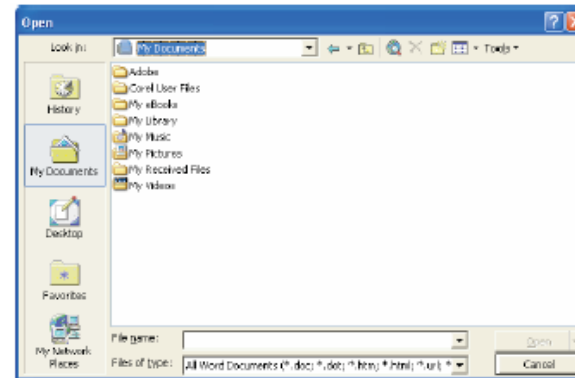 Open
Look in: My Documents Tools
History
My Documents
Desktop
Favorites
My Network Places
Adobe
Corel User Files
My eBooks
My Library
My Music
My Pictures
My Received Files
My Videos
File name: Open
Files of type: All Word Documents (*.doc; *.dot; *.htm; *.html; *.url; * Cancel